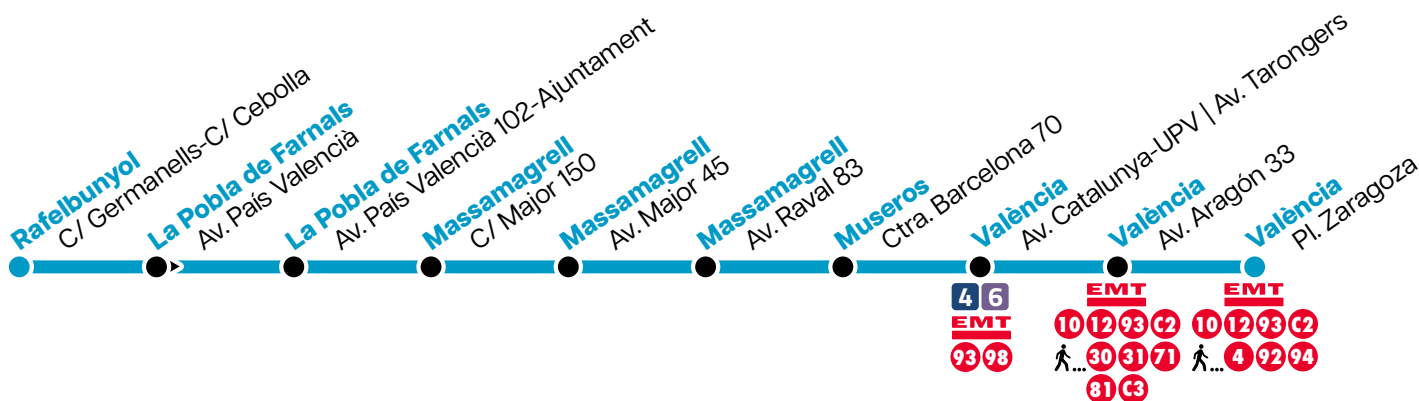 Rafelbunyol
C/ Germanells-C/ Cebolla
La Pobla de Farnals
Av. País Valencià
La Pobla de Farnals
Av. País Valencià 102-Ajuntament
Massamagrell
C/ Major 150
Massamagrell
Av. Major 45
Massamagrell
Av. Raval 83
Museros
Ctra. Barcelona 70
València
Av. Catalunya-UPV | Av. Tarongers
València
Av. Aragón 33
València
Pl. Zaragoza
4 6
EMT
93 98
EMT
10 12 93 C2
... 30 31 71
81 C3
EMT
10 12 93 C2
... 4 92 94